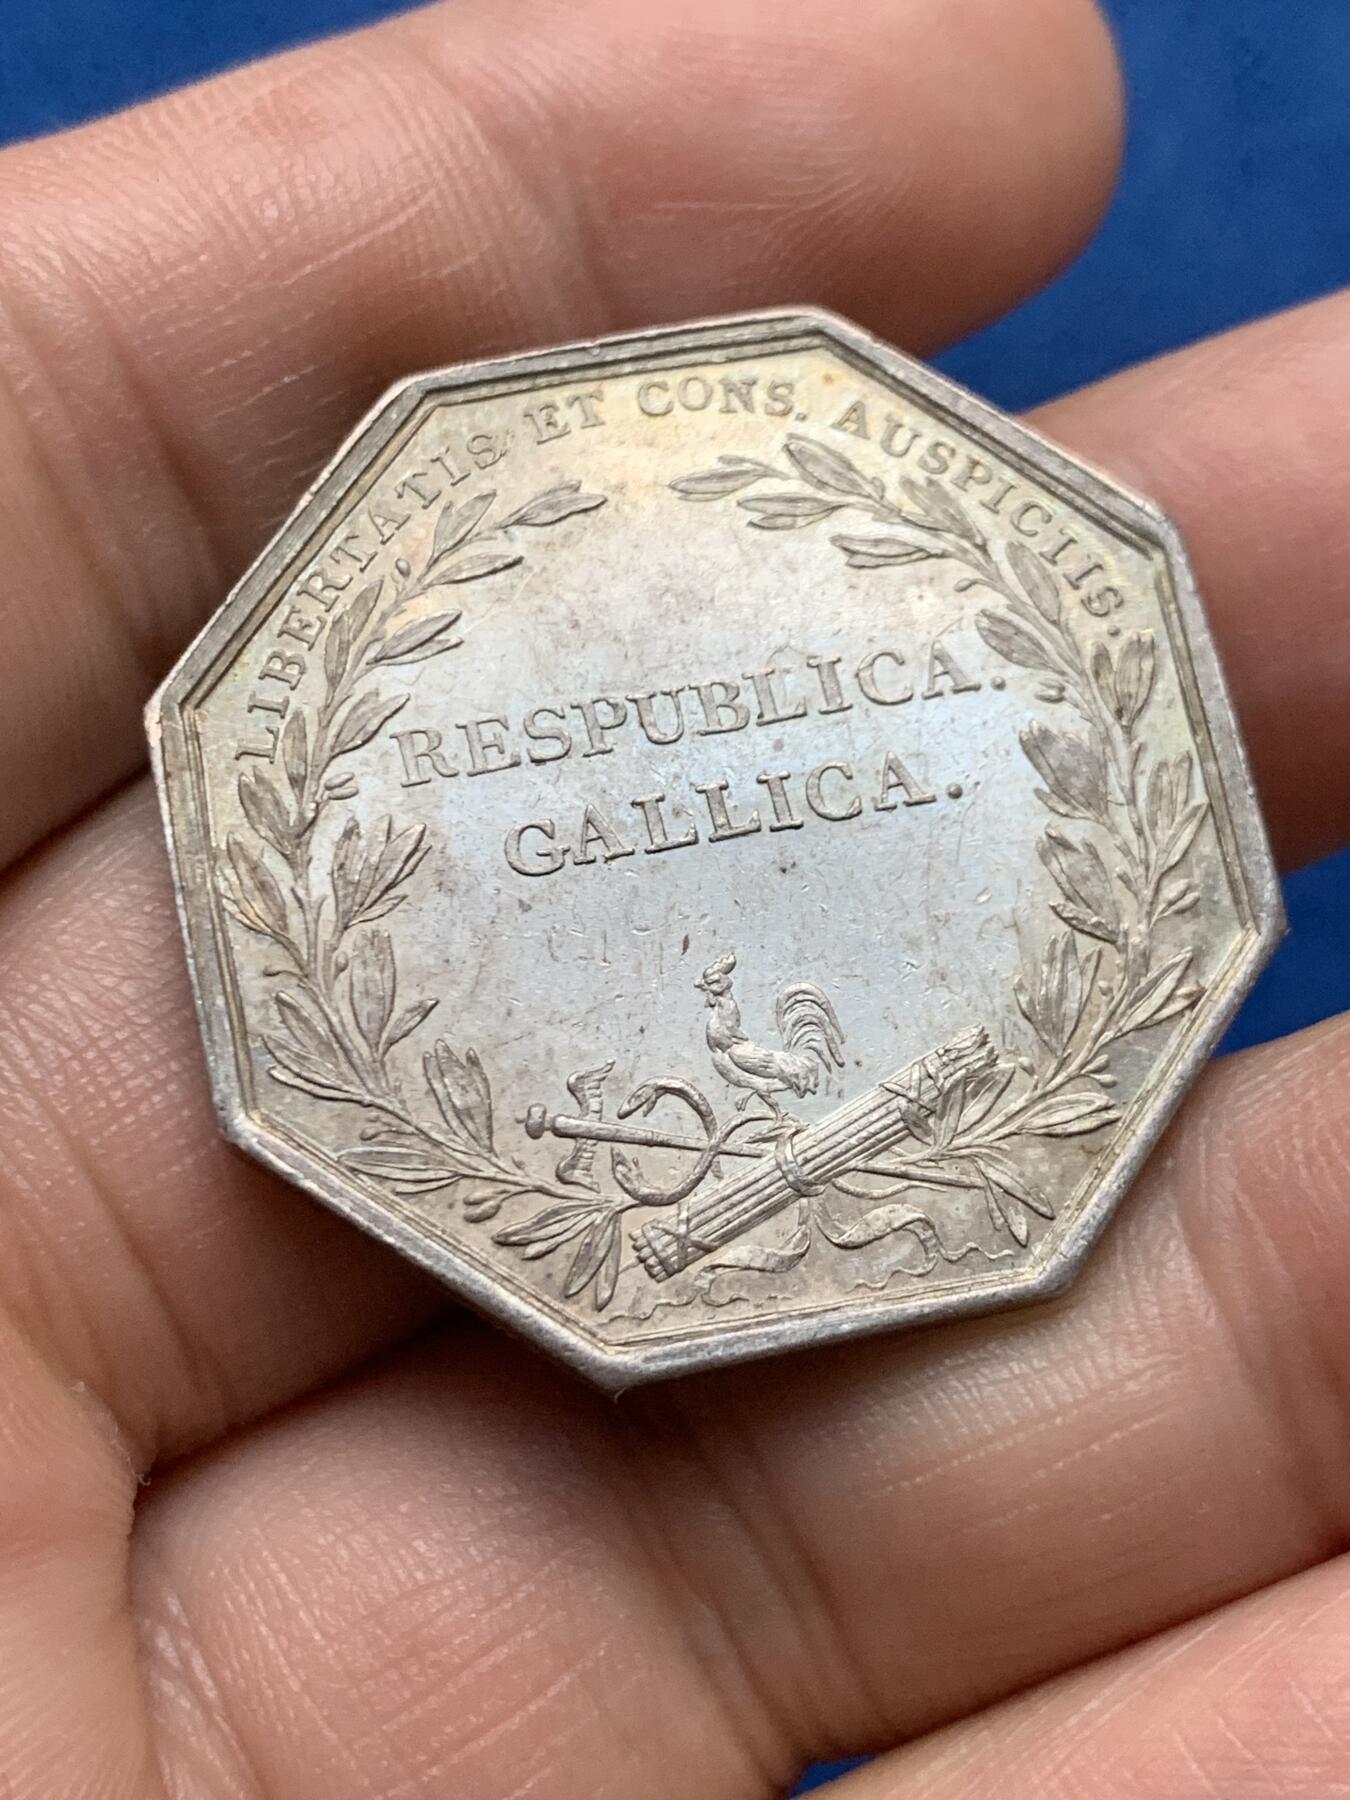 LIBERTATIS ET CONS. AUSPICIIS.
RESPUBLICA.
GALLICA.